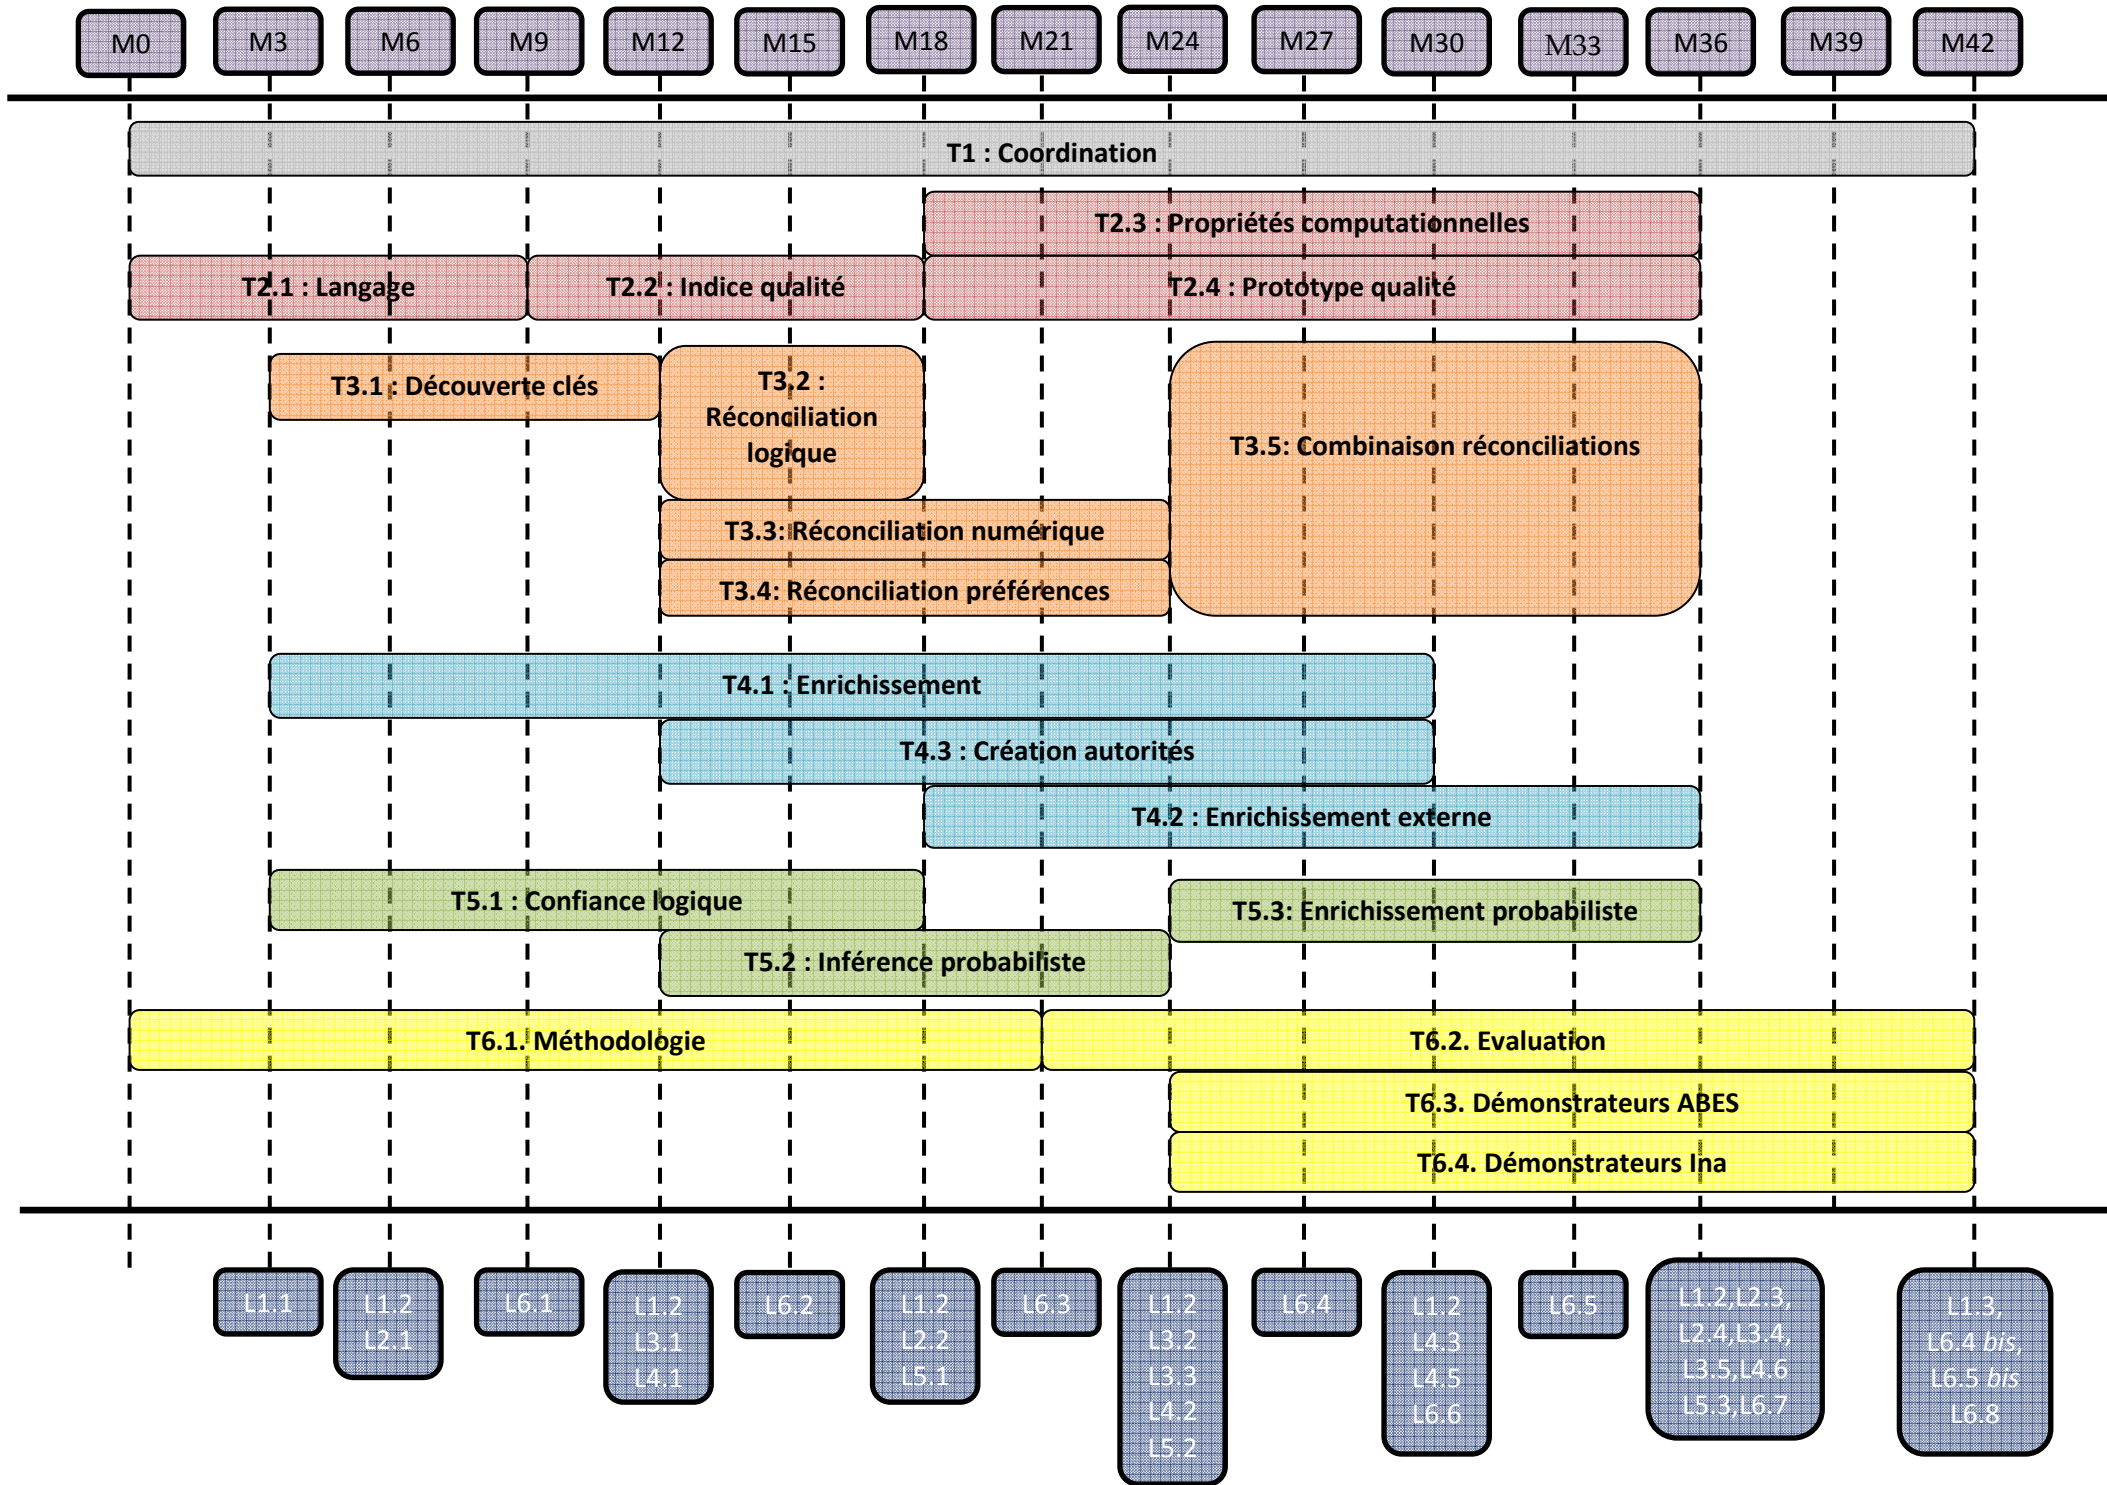 M0 M3 M6 M9 M12 M15 M18 M21 M24 M27 M30 M33 M36 M39 M42
T1 : Coordination
T2.3 : Propriétés computationnelles
T2.1 : Langage
T2.2 : Indice qualité
T2.4 : Prototype qualité
T3.1 : Découverte clés
T3.2 :
Réconciliation
logique
T3.5: Combinaison réconciliations
T3.3: Réconciliation numérique
T3.4: Réconciliation préférences
T4.1 : Enrichissement
T4.3 : Création autorités
T4.2 : Enrichissement externe
T5.1 : Confiance logique
T5.3: Enrichissement probabiliste
T5.2 : Inférence probabiliste
T6.1. Méthodologie
T6.2. Evaluation
T6.3. Démonstrateurs ABES
T6.4. Démonstrateurs Ina
L1.1
L1.2
L2.1
L6.1
L1.2
L3.1
L4.1
L6.2
L1.2
L2.2
L5.1
L6.3
L1.2
L3.2
L3.3
L4.2
L5.2
L6.4
L1.2
L4.3
L4.5
L6.6
L6.5
L1.2,L2.3,
L2.4,L3.4,
L3.5,L4.6
L5.3,L6.7
L1.3,
L6.4 bis,
L6.5 bis
L6.8